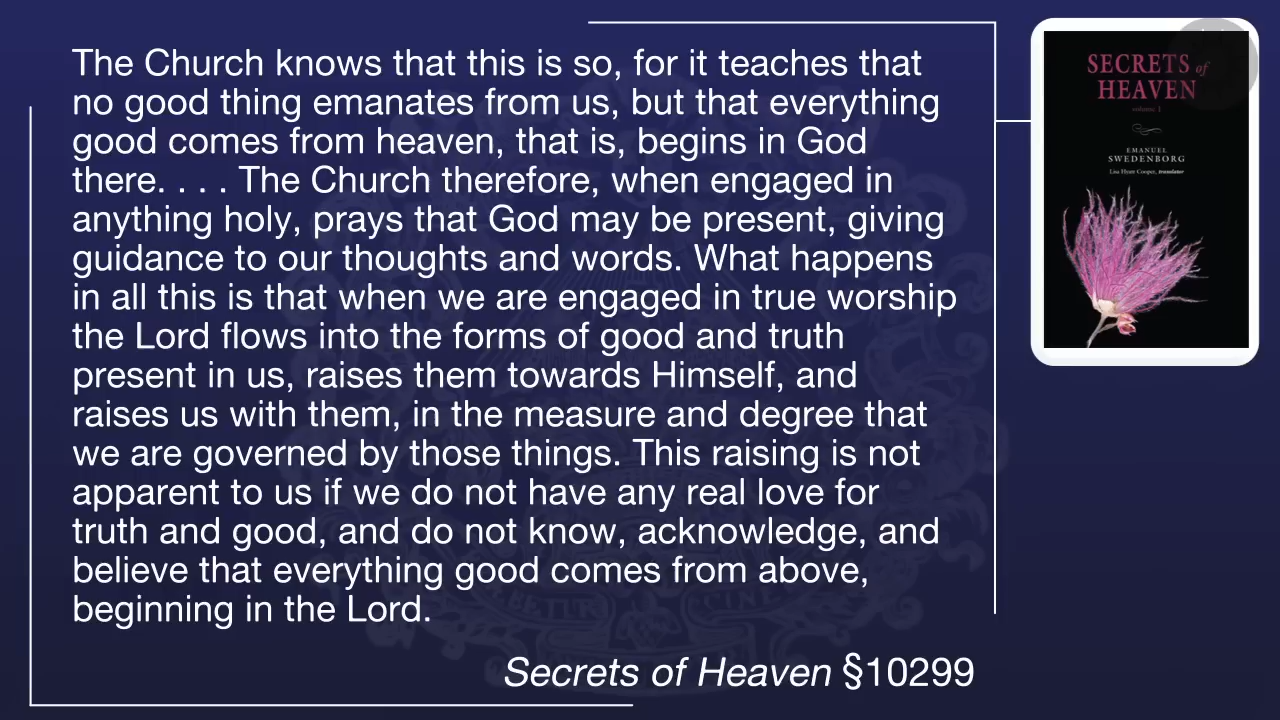 The Church knows that this is so, for it teaches that
no good thing emanates from us, but that everything
good comes from heaven, that is, begins in God
there. . . . The Church therefore, when engaged in
anything holy, prays that God may be present, giving
guidance to our thoughts and words. What happens
in all this is that when we are engaged in true worship
the Lord flows into the forms of good and truth
present in us, raises them towards Himself, and
raises us with them, in the measure and degree that
we are governed by those things. This raising is not
apparent to us if we do not have any real love for
truth and good, and do not know, acknowledge, and
believe that everything good comes from above,
beginning in the Lord.
Secrets of Heaven §10299
SECRETS of
HEAVEN
volume 1
EMANUEL
SWEDENBORG
Lisa Hyatt Cooper, translator